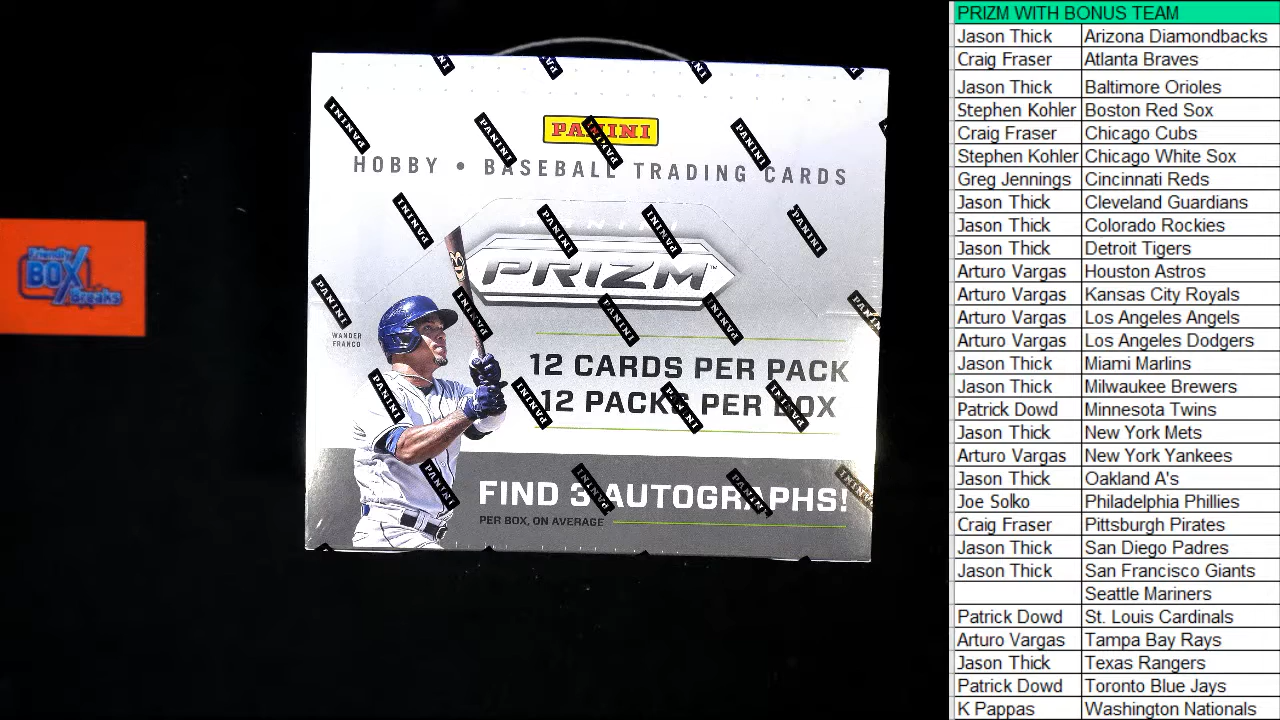 PANINI
HOBBY • BASEBALL TRADING CARDS
PRIZM
WANDER
FRANCO
12 CARDS PER PACK
12 PACKS PER BOX
FIND 3 AUTOGRAPHS!
PER BOX, ON AVERAGE
BOX
Breaks
PRIZM WITH BONUS TEAM
Jason Thick Arizona Diamondbacks
Craig Fraser Atlanta Braves
Jason Thick Baltimore Orioles
Stephen Kohler Boston Red Sox
Craig Fraser Chicago Cubs
Stephen Kohler Chicago White Sox
Greg Jennings Cincinnati Reds
Jason Thick Cleveland Guardians
Jason Thick Colorado Rockies
Jason Thick Detroit Tigers
Arturo Vargas Houston Astros
Arturo Vargas Kansas City Royals
Arturo Vargas Los Angeles Angels
Arturo Vargas Los Angeles Dodgers
Jason Thick Miami Marlins
Jason Thick Milwaukee Brewers
Patrick Dowd Minnesota Twins
Jason Thick New York Mets
Arturo Vargas New York Yankees
Jason Thick Oakland A's
Joe Solko Philadelphia Phillies
Craig Fraser Pittsburgh Pirates
Jason Thick San Diego Padres
Jason Thick San Francisco Giants
Seattle Mariners
Patrick Dowd St. Louis Cardinals
Arturo Vargas Tampa Bay Rays
Jason Thick Texas Rangers
Patrick Dowd Toronto Blue Jays
K Pappas Washington Nationals